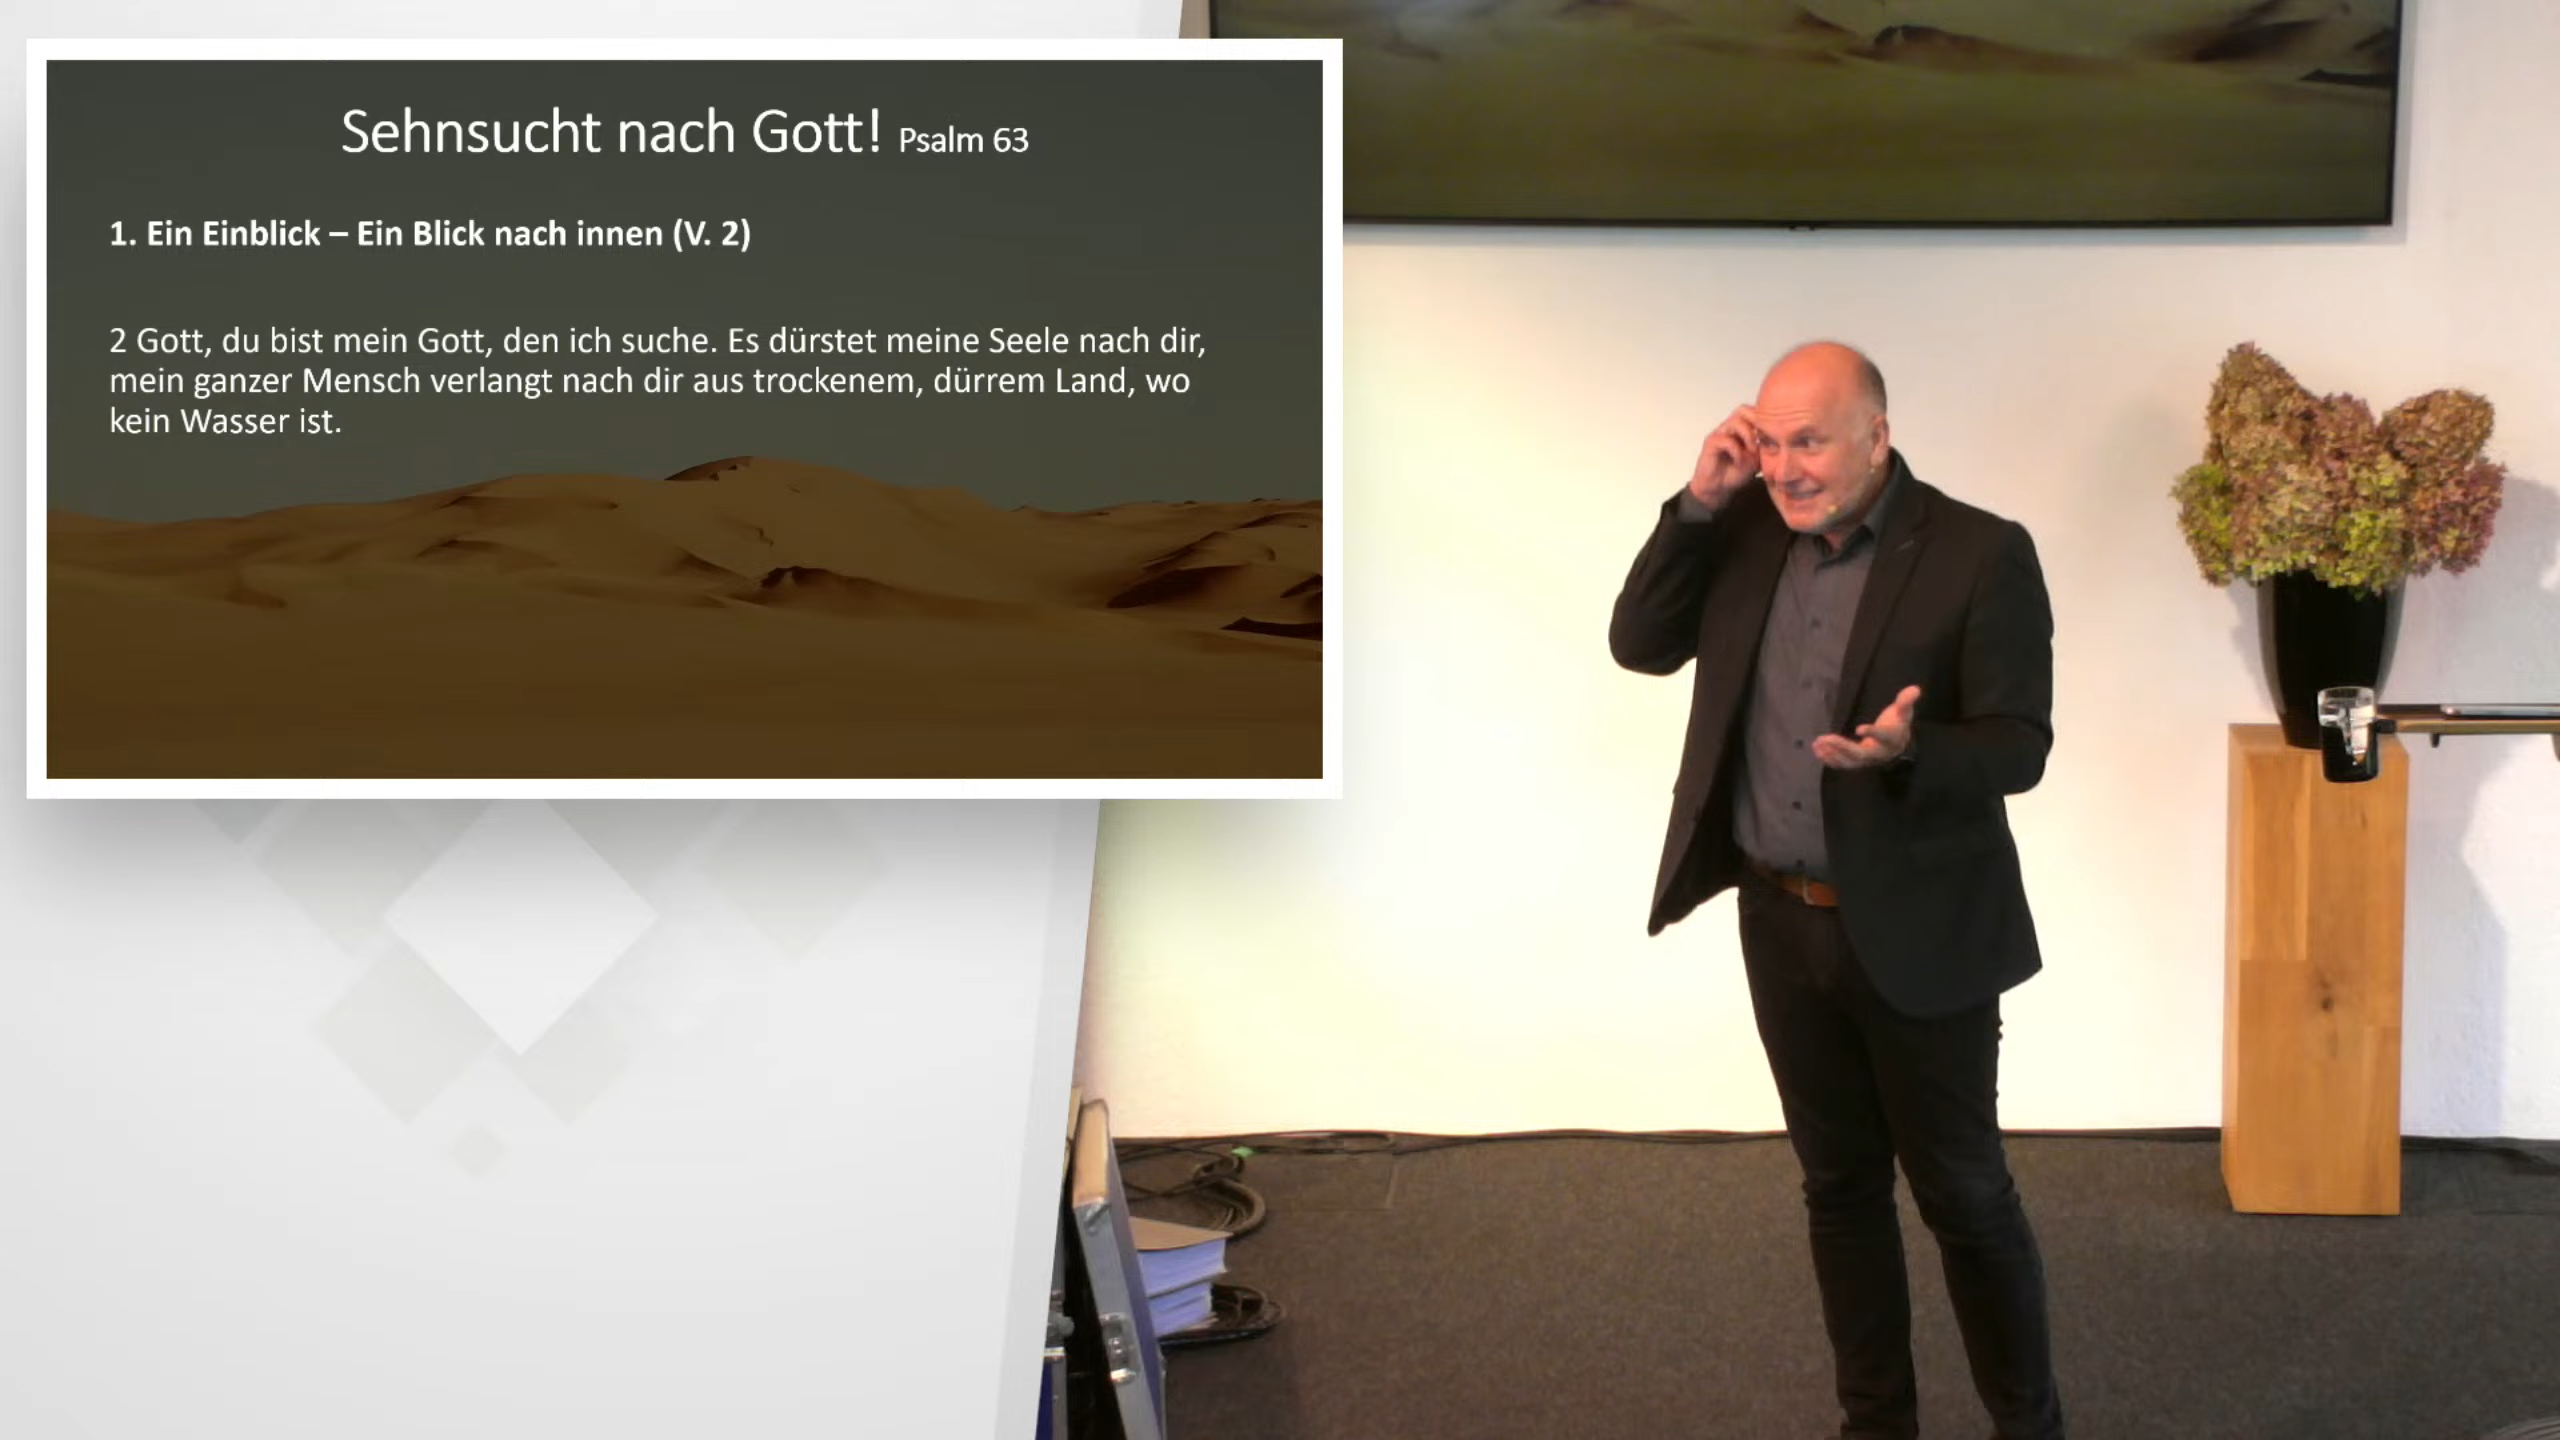 Sehnsucht nach Gott! Psalm 63
1. Ein Einblick – Ein Blick nach innen (V. 2)
2 Gott, du bist mein Gott, den ich suche. Es dürstet meine Seele nach dir,
mein ganzer Mensch verlangt nach dir aus trockenem, dürrem Land, wo
kein Wasser ist.